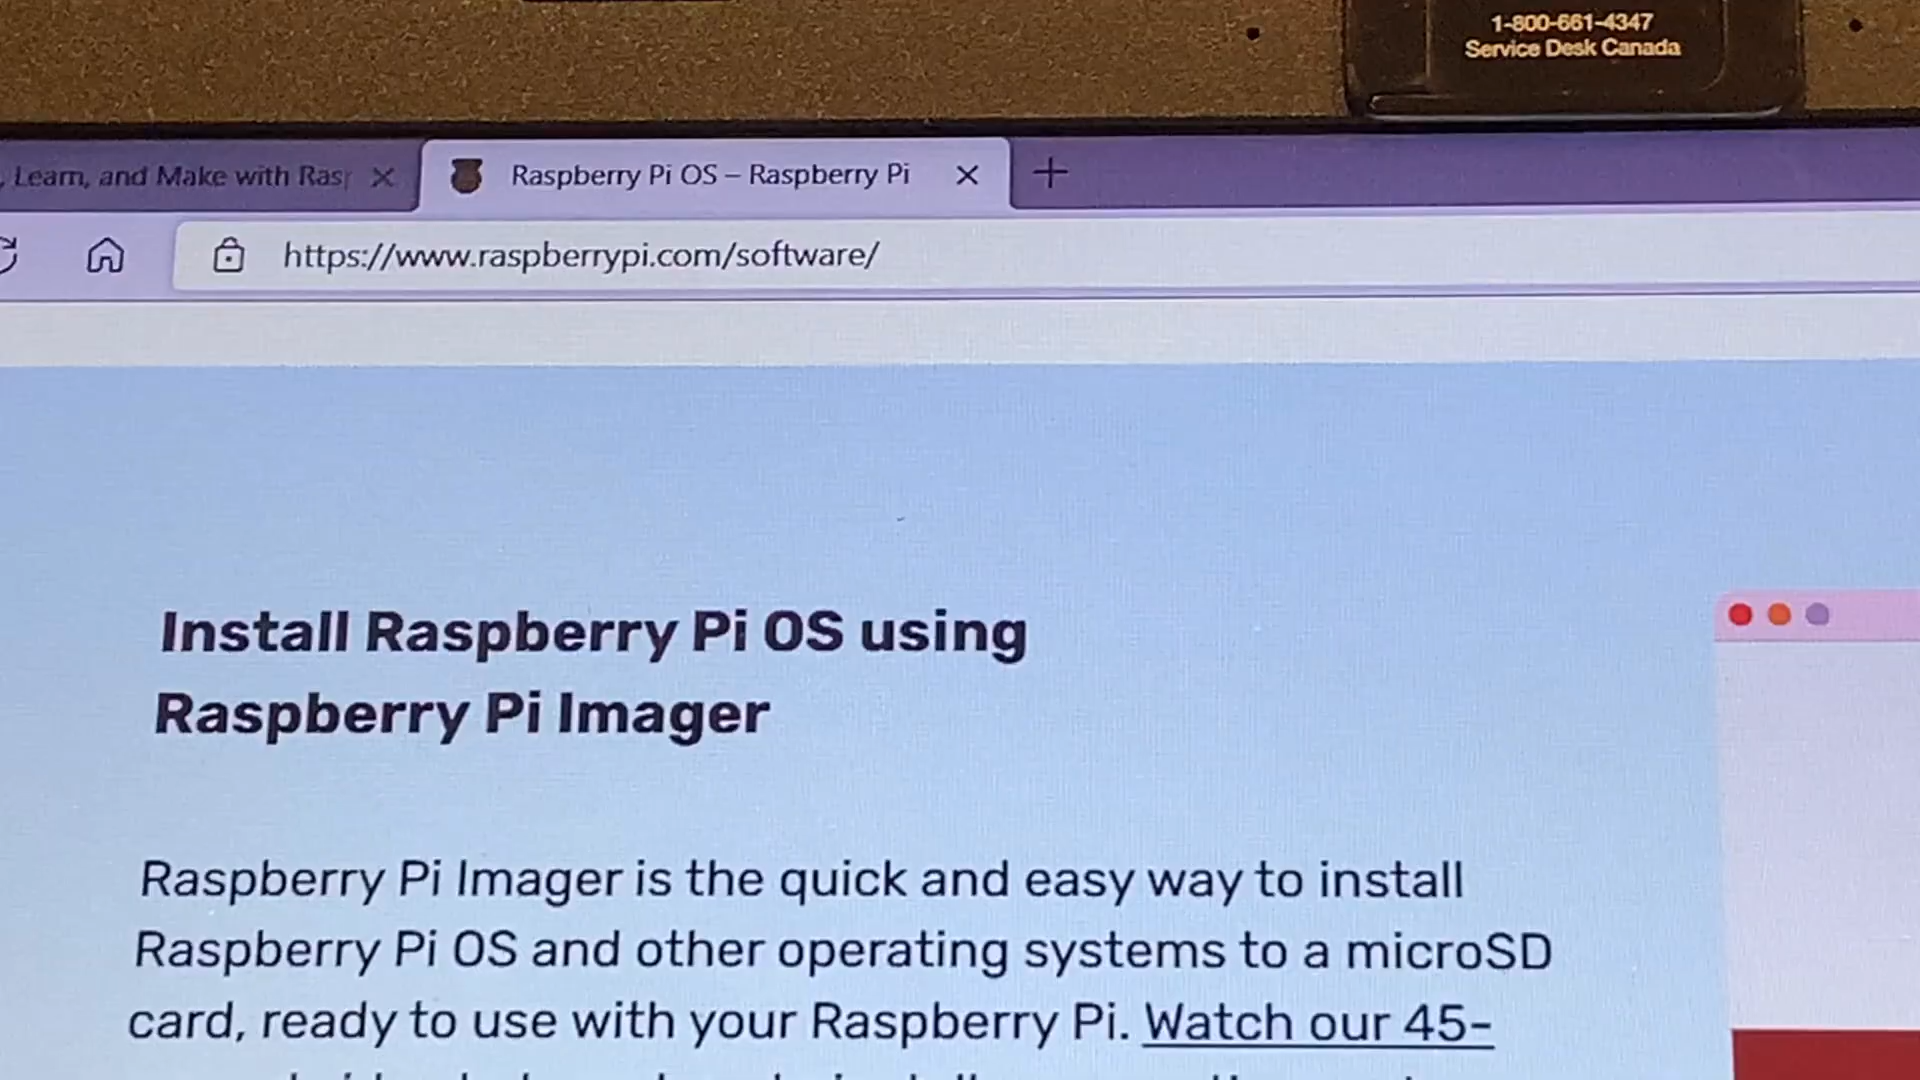 1-800-661-4347
Service Desk Canada
, Learn, and Make with Rasp
Raspberry Pi OS – Raspberry Pi
https://www.raspberrypi.com/software/
Install Raspberry Pi OS using
Raspberry Pi Imager
Raspberry Pi Imager is the quick and easy way to install
Raspberry Pi OS and other operating systems to a microSD
card, ready to use with your Raspberry Pi. Watch our 45-